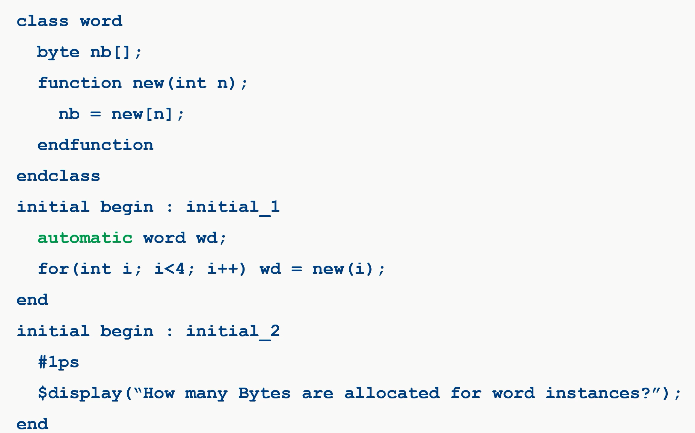 class word
byte nb[];
function new(int n);
nb = new[n];
endfunction
endclass
initial begin : initial_1
automatic word wd;
for(int i; i<4; i++) wd = new(i);
end
initial begin : initial_2
#1ps
$display(“How many Bytes are allocated for word instances?”);
end